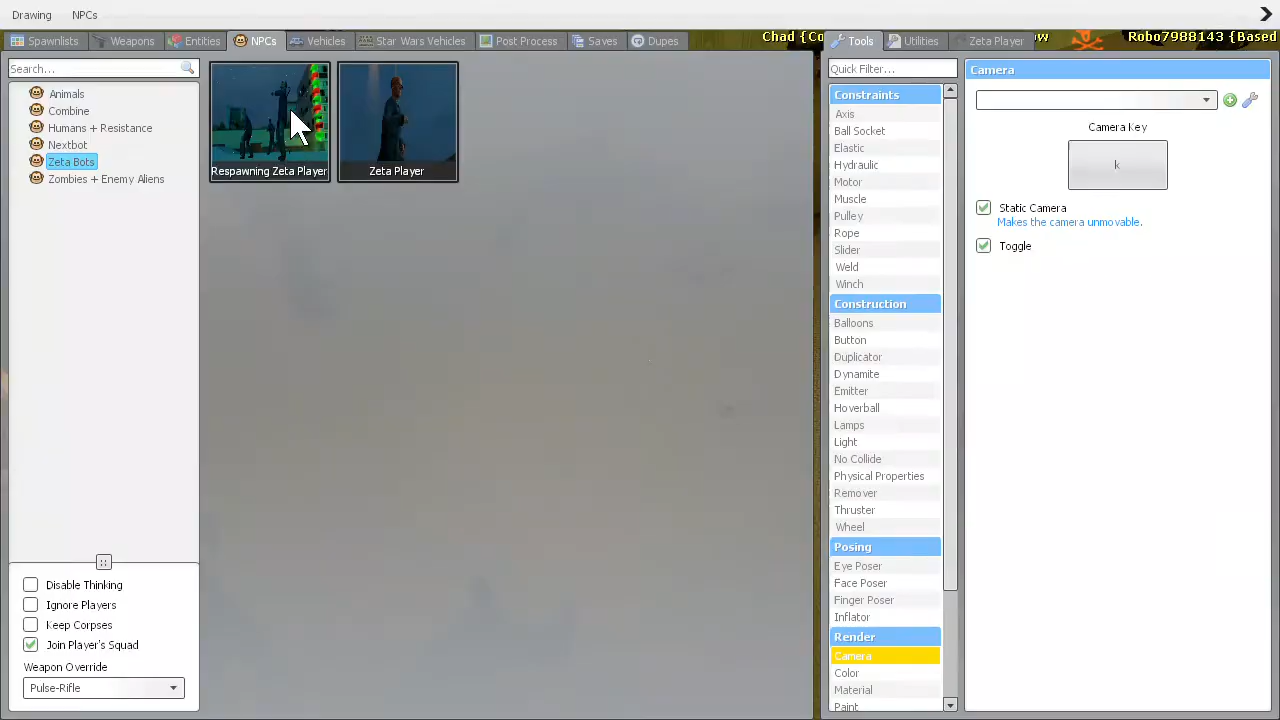 Drawing NPCs
Spawnlists Weapons Entities NPCs Vehicles Star Wars Vehicles Post Process Saves Dupes
Chad {Co
Tools Utilities Zeta Player
ow
Robo7988143 {Based
Search...
Animals
Combine
Humans + Resistance
Nextbot
Zeta Bots
Zombies + Enemy Aliens
Respawning Zeta Player
Zeta Player
Disable Thinking
Ignore Players
Keep Corpses
Join Player's Squad
Weapon Override
Pulse-Rifle
Quick Filter...
Constraints
Axis
Ball Socket
Elastic
Hydraulic
Motor
Muscle
Pulley
Rope
Slider
Weld
Winch
Construction
Balloons
Button
Duplicator
Dynamite
Emitter
Hoverball
Lamps
Light
No Collide
Physical Properties
Remover
Thruster
Wheel
Posing
Eye Poser
Face Poser
Finger Poser
Inflator
Render
Camera
Color
Material
Paint
Camera
Camera Key
k
Static Camera
Makes the camera unmovable.
Toggle